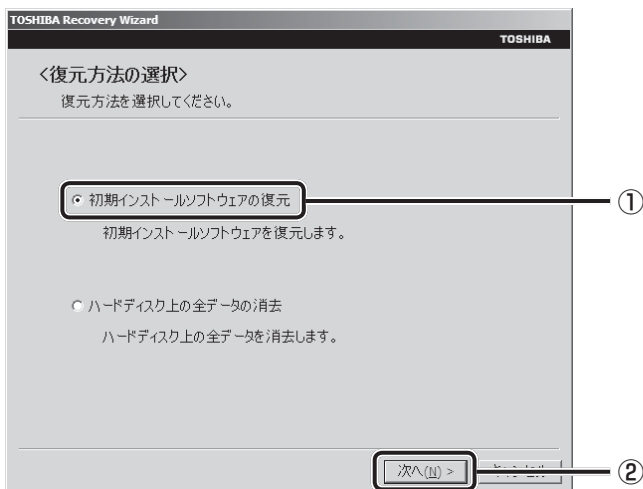 TOSHIBA Recovery Wizard
TOSHIBA
<復元方法の選択>
復元方法を選択してください。
初期インストールソフトウェアの復元
①
初期インストールソフトウェアを復元します。
ハードディスク上の全データの消去
ハードディスク上の全データを消去します。
次へ(N) >
②